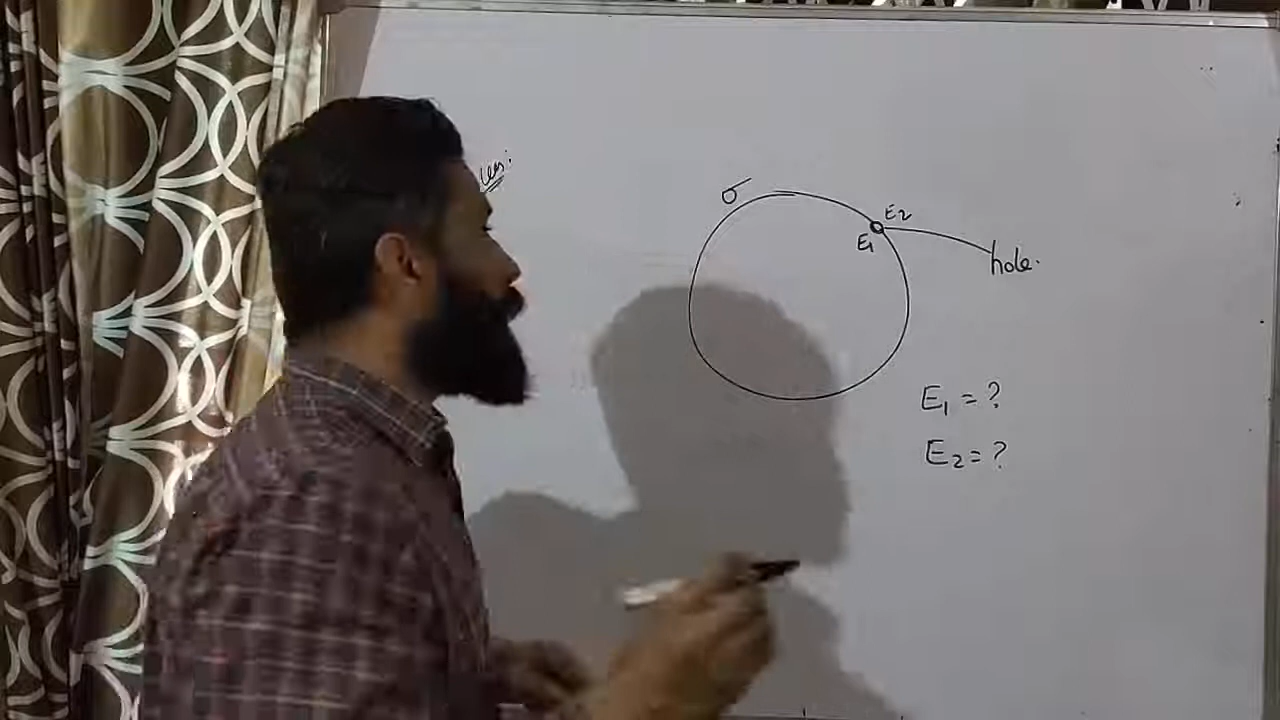 σ
E2
E1
hole.
E1 = ?
E2 = ?